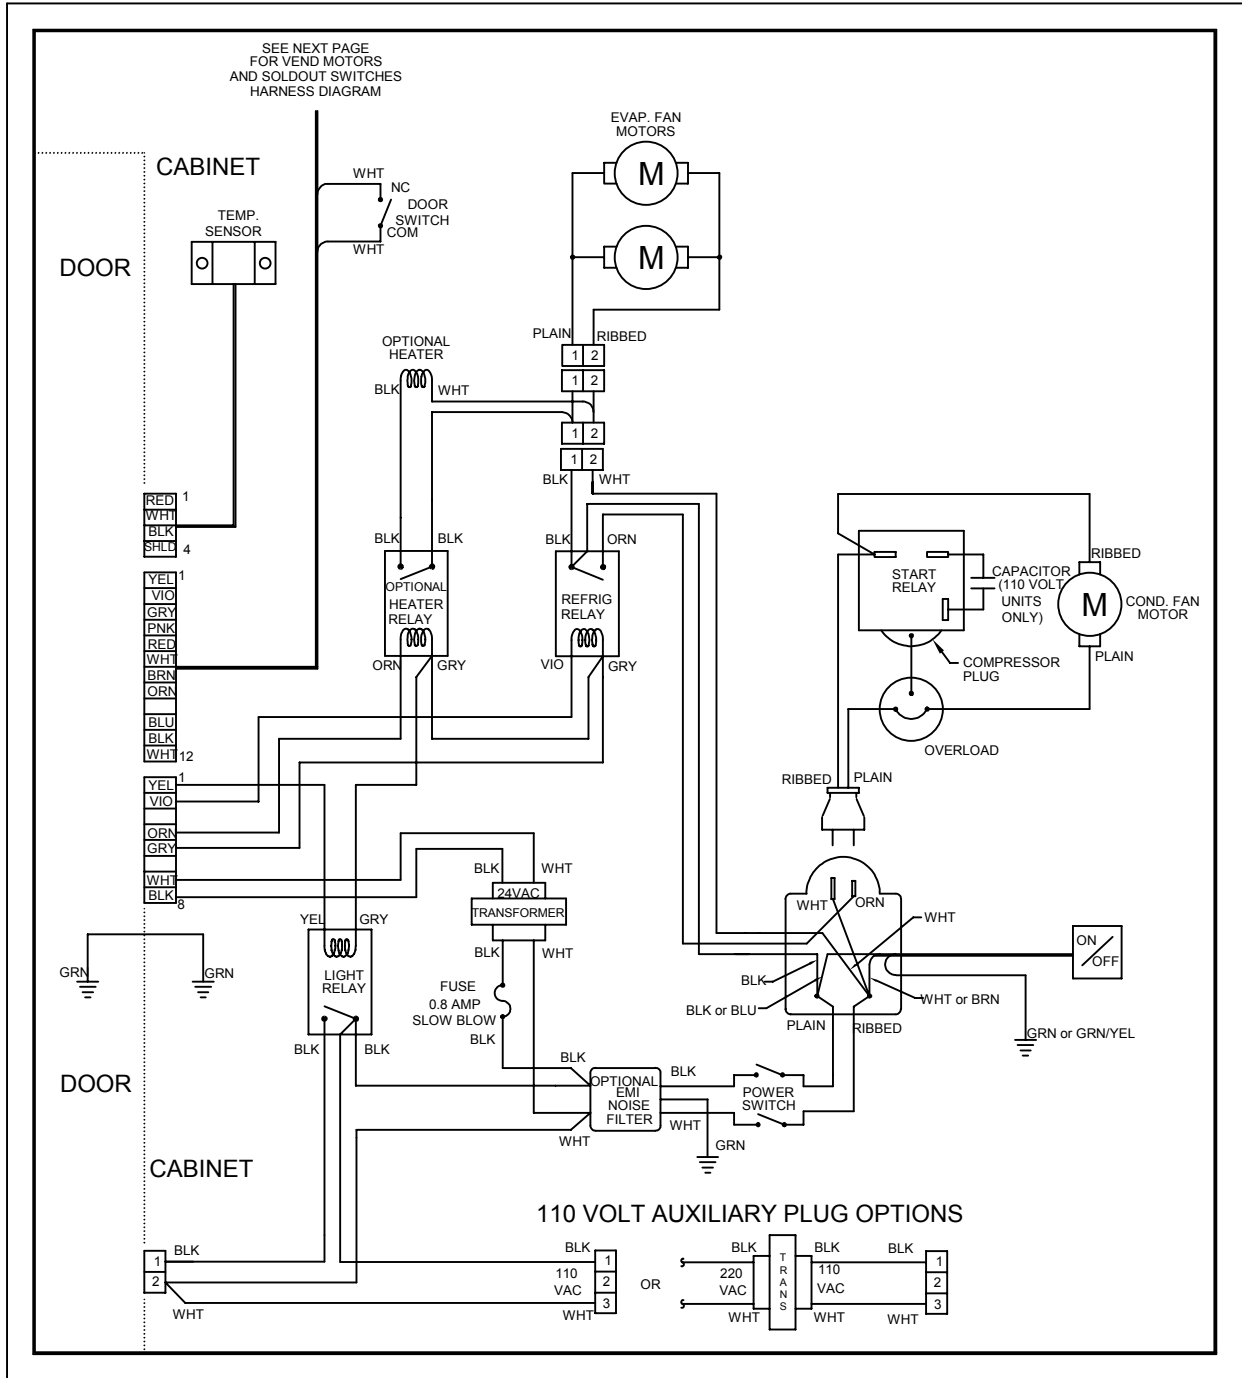 SEE NEXT PAGE
FOR VEND MOTORS
AND SOLDOUT SWITCHES
HARNESS DIAGRAM
EVAP. FAN
MOTORS
M
M
CABINET
WHT
NC
DOOR
SWITCH
COM
WHT
TEMP.
SENSOR
DOOR
PLAIN
RIBBED
1 2
1 2
OPTIONAL
HEATER
BLK
WHT
1 2
1 2
BLK
WHT
RED 1
WHT
BLK
SHLD 4
BLK
BLK
OPTIONAL
HEATER
RELAY
ORN
GRY
BLK
ORN
REFRIG
RELAY
VIO
GRY
START
RELAY
CAPACITOR
(110 VOLT
UNITS
ONLY)
RIBBED
M
COND. FAN
MOTOR
PLAIN
COMPRESSOR
PLUG
OVERLOAD
YEL 1
VIO
GRY
PNK
RED
WHT
BRN
ORN
BLU
BLK
WHT 12
YEL 1
VIO
ORN
GRY
WHT
BLK
8
RIBBED
PLAIN
BLK
WHT
24VAC
TRANSFORMER
BLK
WHT
YEL
GRY
LIGHT
RELAY
BLK
BLK
FUSE
0.8 AMP
SLOW BLOW
BLK
GRN
GRN
WHT
ORN
WHT
BLK
BLK or BLU
PLAIN
RIBBED
WHT or BRN
ON
OFF
GRN or GRN/YEL
BLK
OPTIONAL
EMI
NOISE
FILTER
BLK
WHT
WHT
POWER
SWITCH
GRN
DOOR
CABINET
110 VOLT AUXILIARY PLUG OPTIONS
1
2
BLK
WHT
BLK
110
VAC
WHT
1
2
3
OR
BLK
220
VAC
WHT
TRANS
BLK
110
VAC
WHT
BLK
WHT
1
2
3